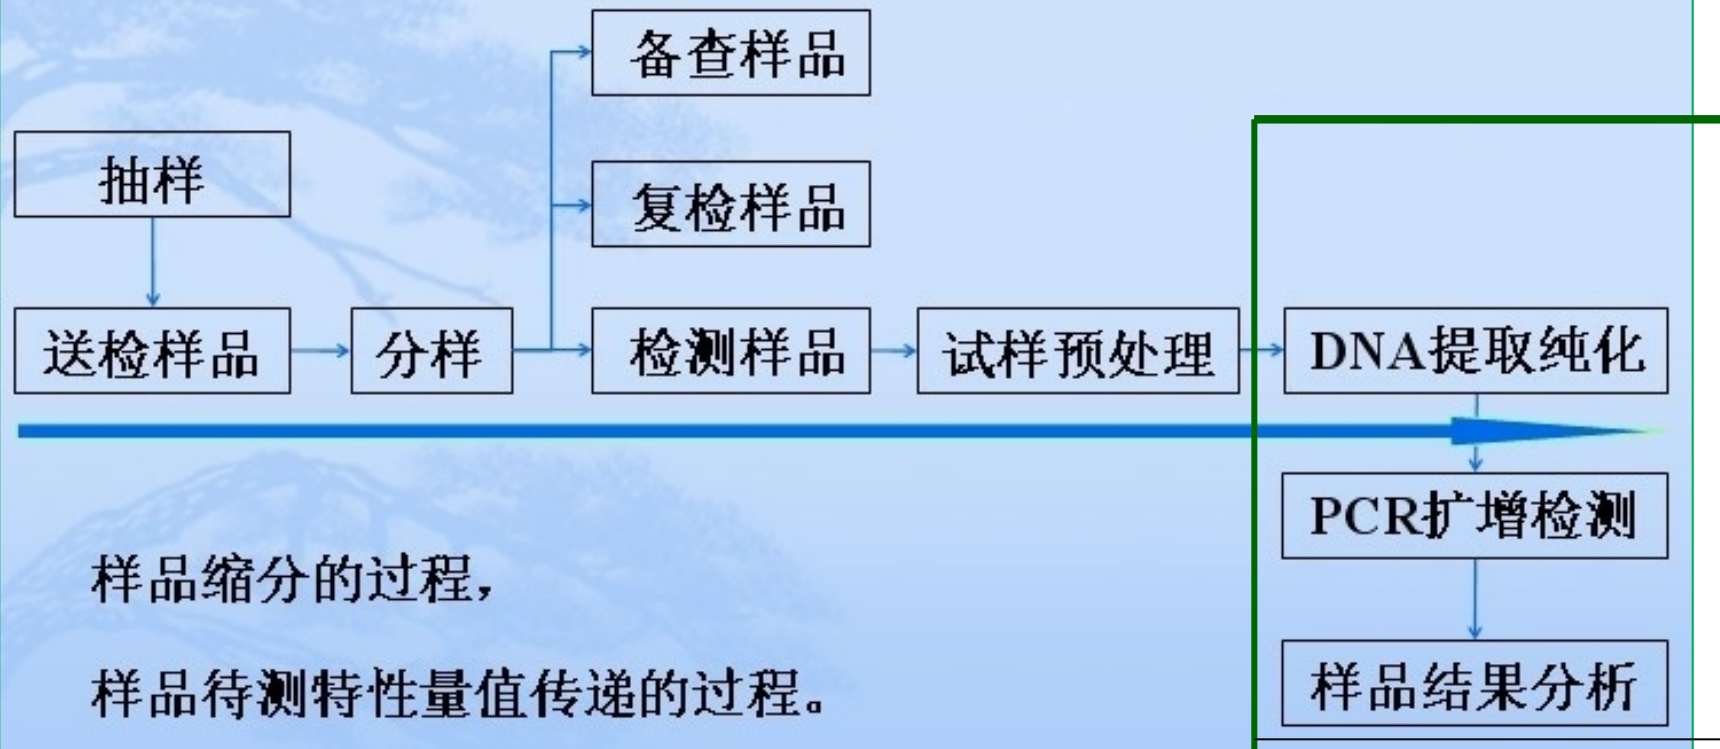 备查样品
抽样
复检样品
送检样品
分样
检测样品
试样预处理
DNA提取纯化
PCR扩增检测
样品缩分的过程，
样品待测特性量值传递的过程。
样品结果分析